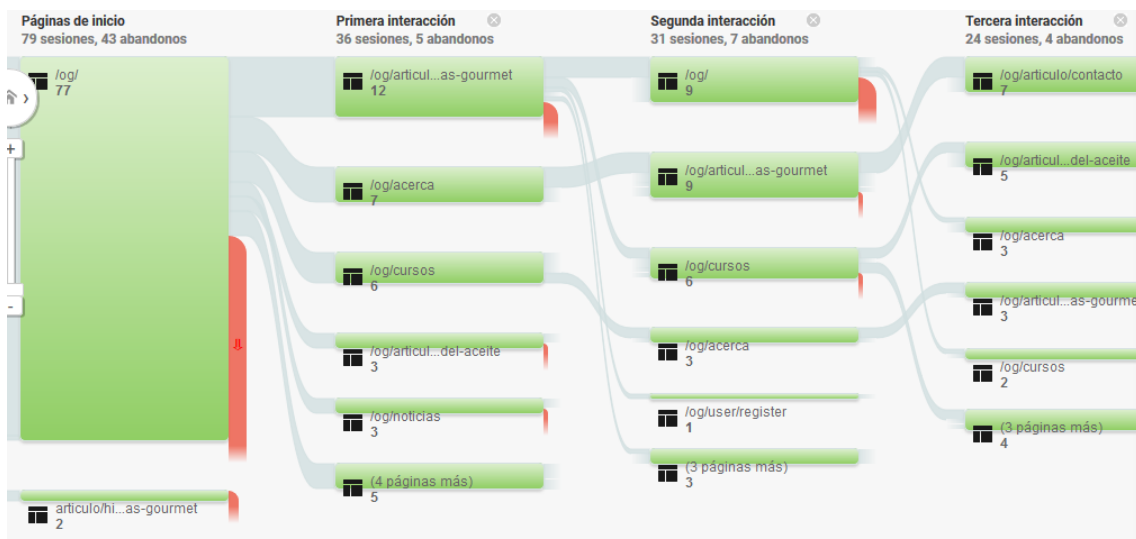 Páginas de inicio
79 sesiones, 43 abandonos
/og/
77
articulo/hi...as-gourmet
2
+
-
Primera interacción
36 sesiones, 5 abandonos
/og/articul...as-gourmet
12
/og/acerca
7
/og/cursos
6
/og/articul...del-aceite
3
/og/noticias
3
(4 páginas más)
5
Segunda interacción
31 sesiones, 7 abandonos
/og/
9
/og/articul...as-gourmet
9
/og/cursos
6
/og/acerca
3
/og/user/register
1
(3 páginas más)
3
Tercera interacción
24 sesiones, 4 abandonos
/og/articulo/contacto
7
/og/articul...del-aceite
5
/og/acerca
3
/og/articul...as-gourme
3
/og/cursos
2
(3 páginas más)
4